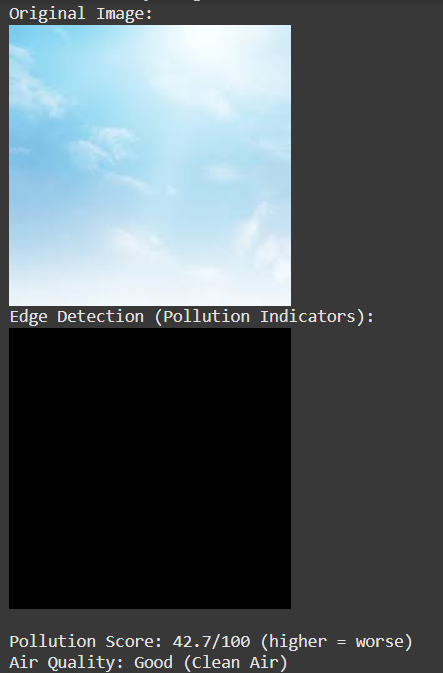 Original Image:
Edge Detection (Pollution Indicators):
Pollution Score: 42.7/100 (higher = worse)
Air Quality: Good (Clean Air)